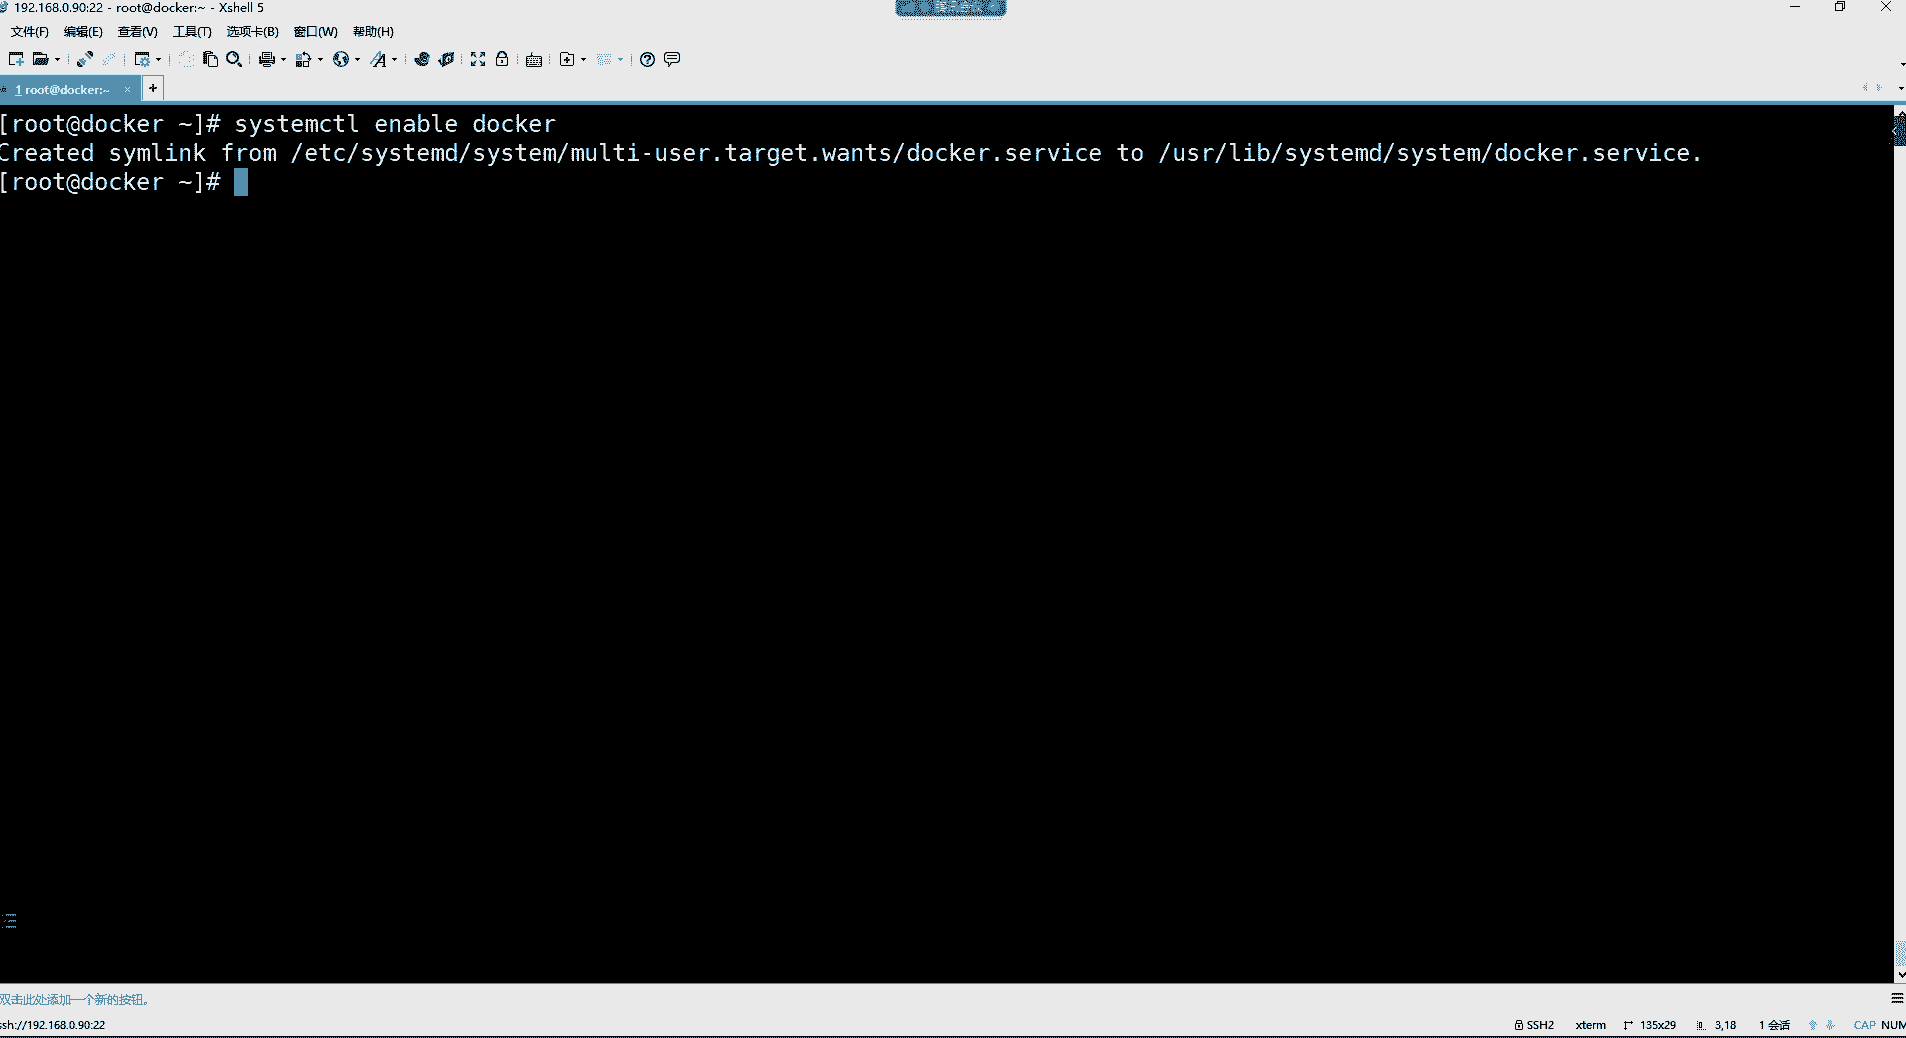 192.168.0.90:22 - root@docker:~ - Xshell 5
文件(F) 编辑(E) 查看(V) 工具(T) 选项卡(B) 窗口(W) 帮助(H)
1 root@docker:~ × +
[root@docker ~]# systemctl enable docker
Created symlink from /etc/systemd/system/multi-user.target.wants/docker.service to /usr/lib/systemd/system/docker.service.
[root@docker ~]#
双击此处添加一个新的按钮。
ssh://192.168.0.90:22 SSH2 xterm 135x29 3,18 1 会话 CAP NUM